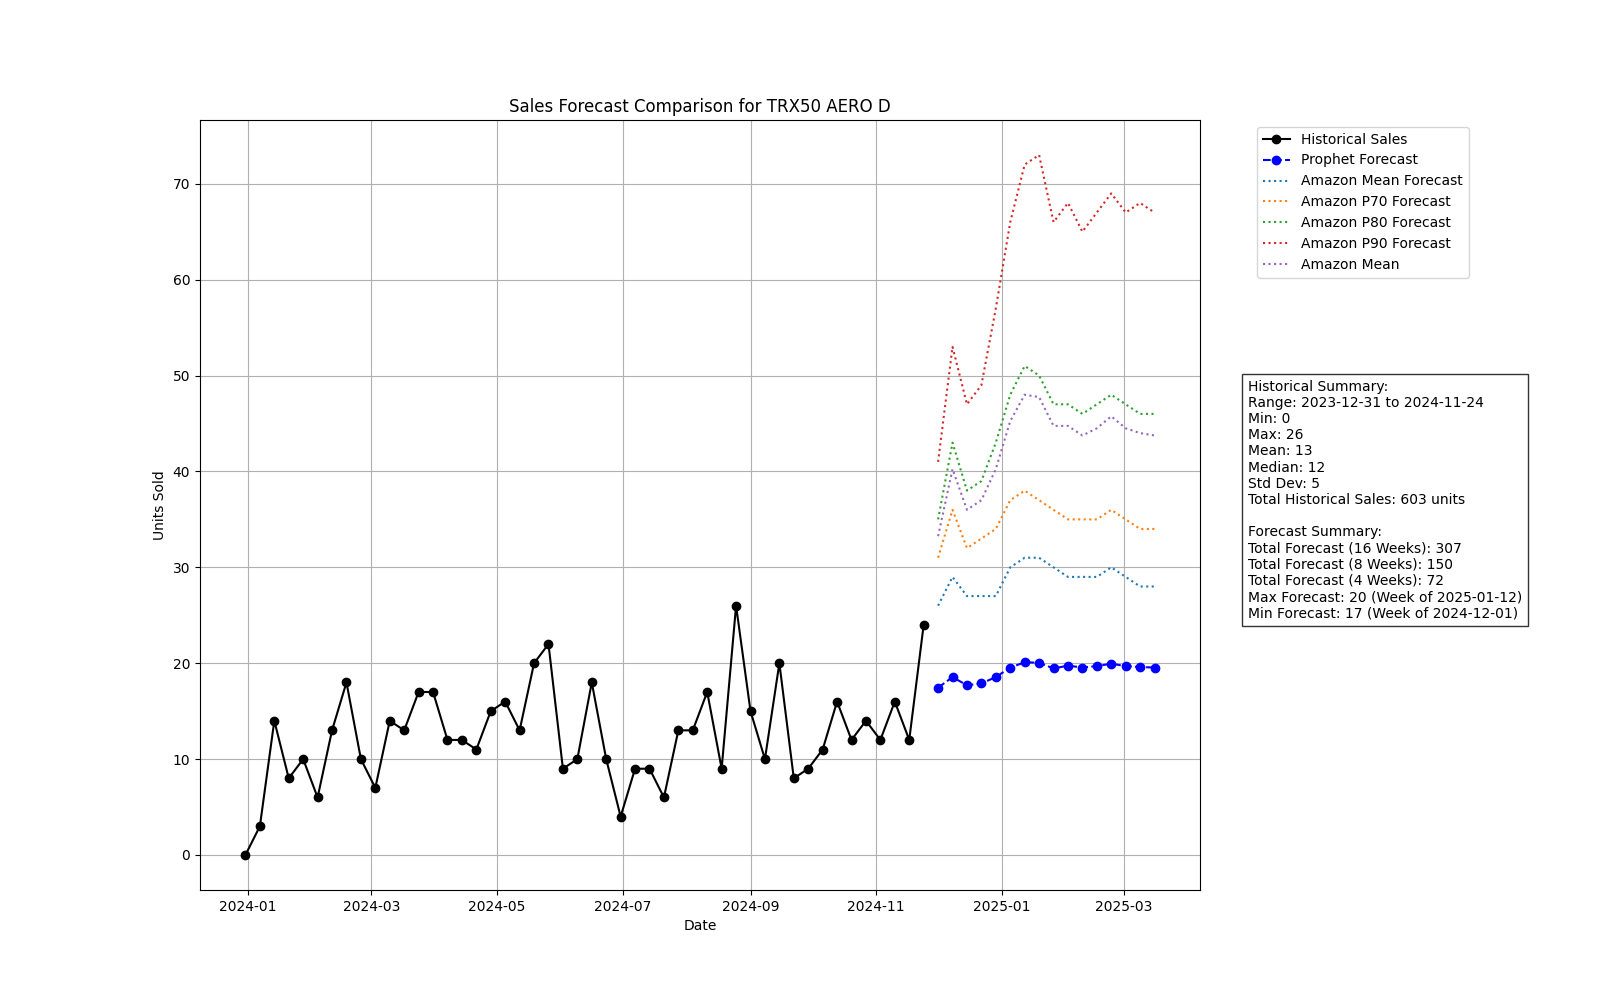 Sales Forecast Comparison for TRX50 AERO D
Units Sold
70
60
50
40
30
20
10
0
2024-01
2024-03
2024-05
2024-07
2024-09
2024-11
2025-01
2025-03
Date
Historical Sales
Prophet Forecast
Amazon Mean Forecast
Amazon P70 Forecast
Amazon P80 Forecast
Amazon P90 Forecast
Amazon Mean
Historical Summary:
Range: 2023-12-31 to 2024-11-24
Min: 0
Max: 26
Mean: 13
Median: 12
Std Dev: 5
Total Historical Sales: 603 units
Forecast Summary:
Total Forecast (16 Weeks): 307
Total Forecast (8 Weeks): 150
Total Forecast (4 Weeks): 72
Max Forecast: 20 (Week of 2025-01-12)
Min Forecast: 17 (Week of 2024-12-01)